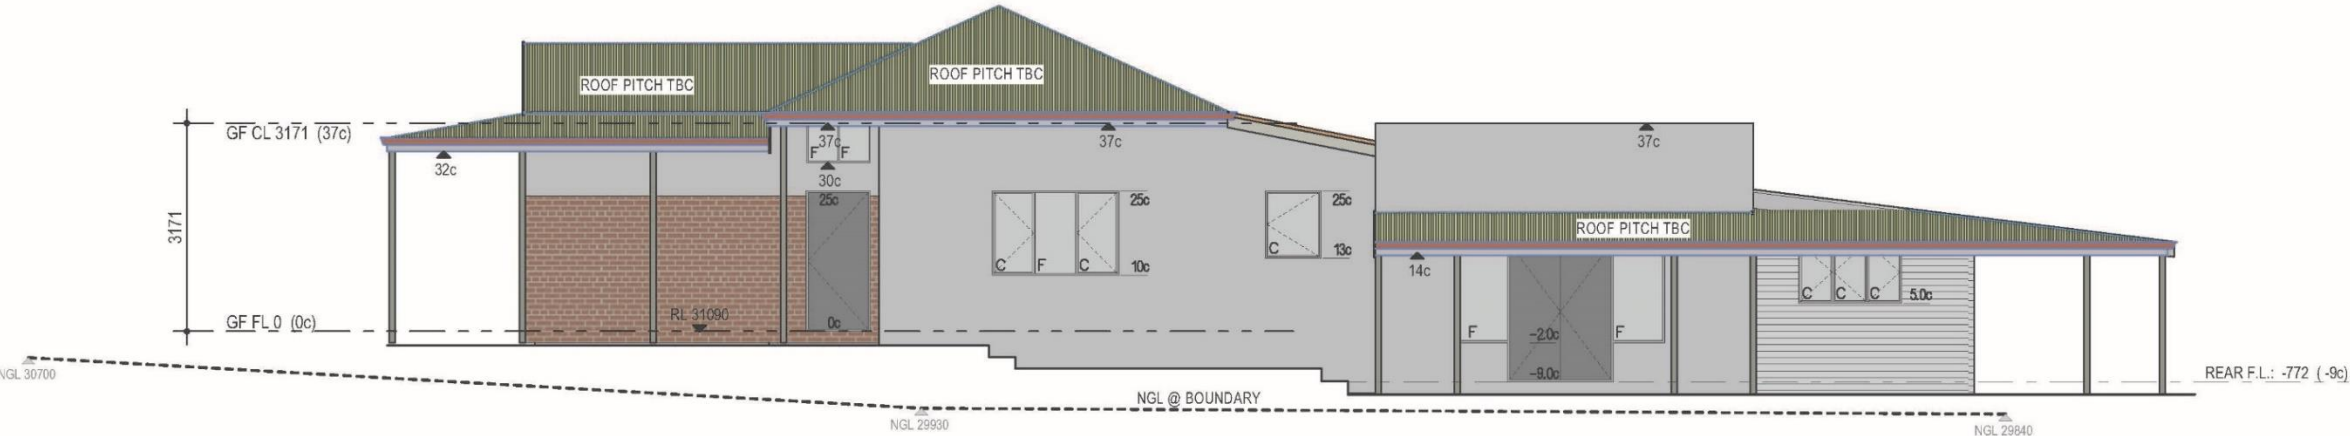 ROOF PITCH TBC
ROOF PITCH TBC
GF CL 3171 (37c)
37c
37c
37c
F F
32c
30c
25c
25c
25c
3171
ROOF PITCH TBC
C
13c
C F C
10c
14c
C C C
5.0c
RL 31090
GF FL 0 (0c)
0c
F
-2.0c
F
NGL 30700
-9.0c
REAR F.L.: -772 ( -9c)
NGL @ BOUNDARY
NGL 29930
NGL 29840